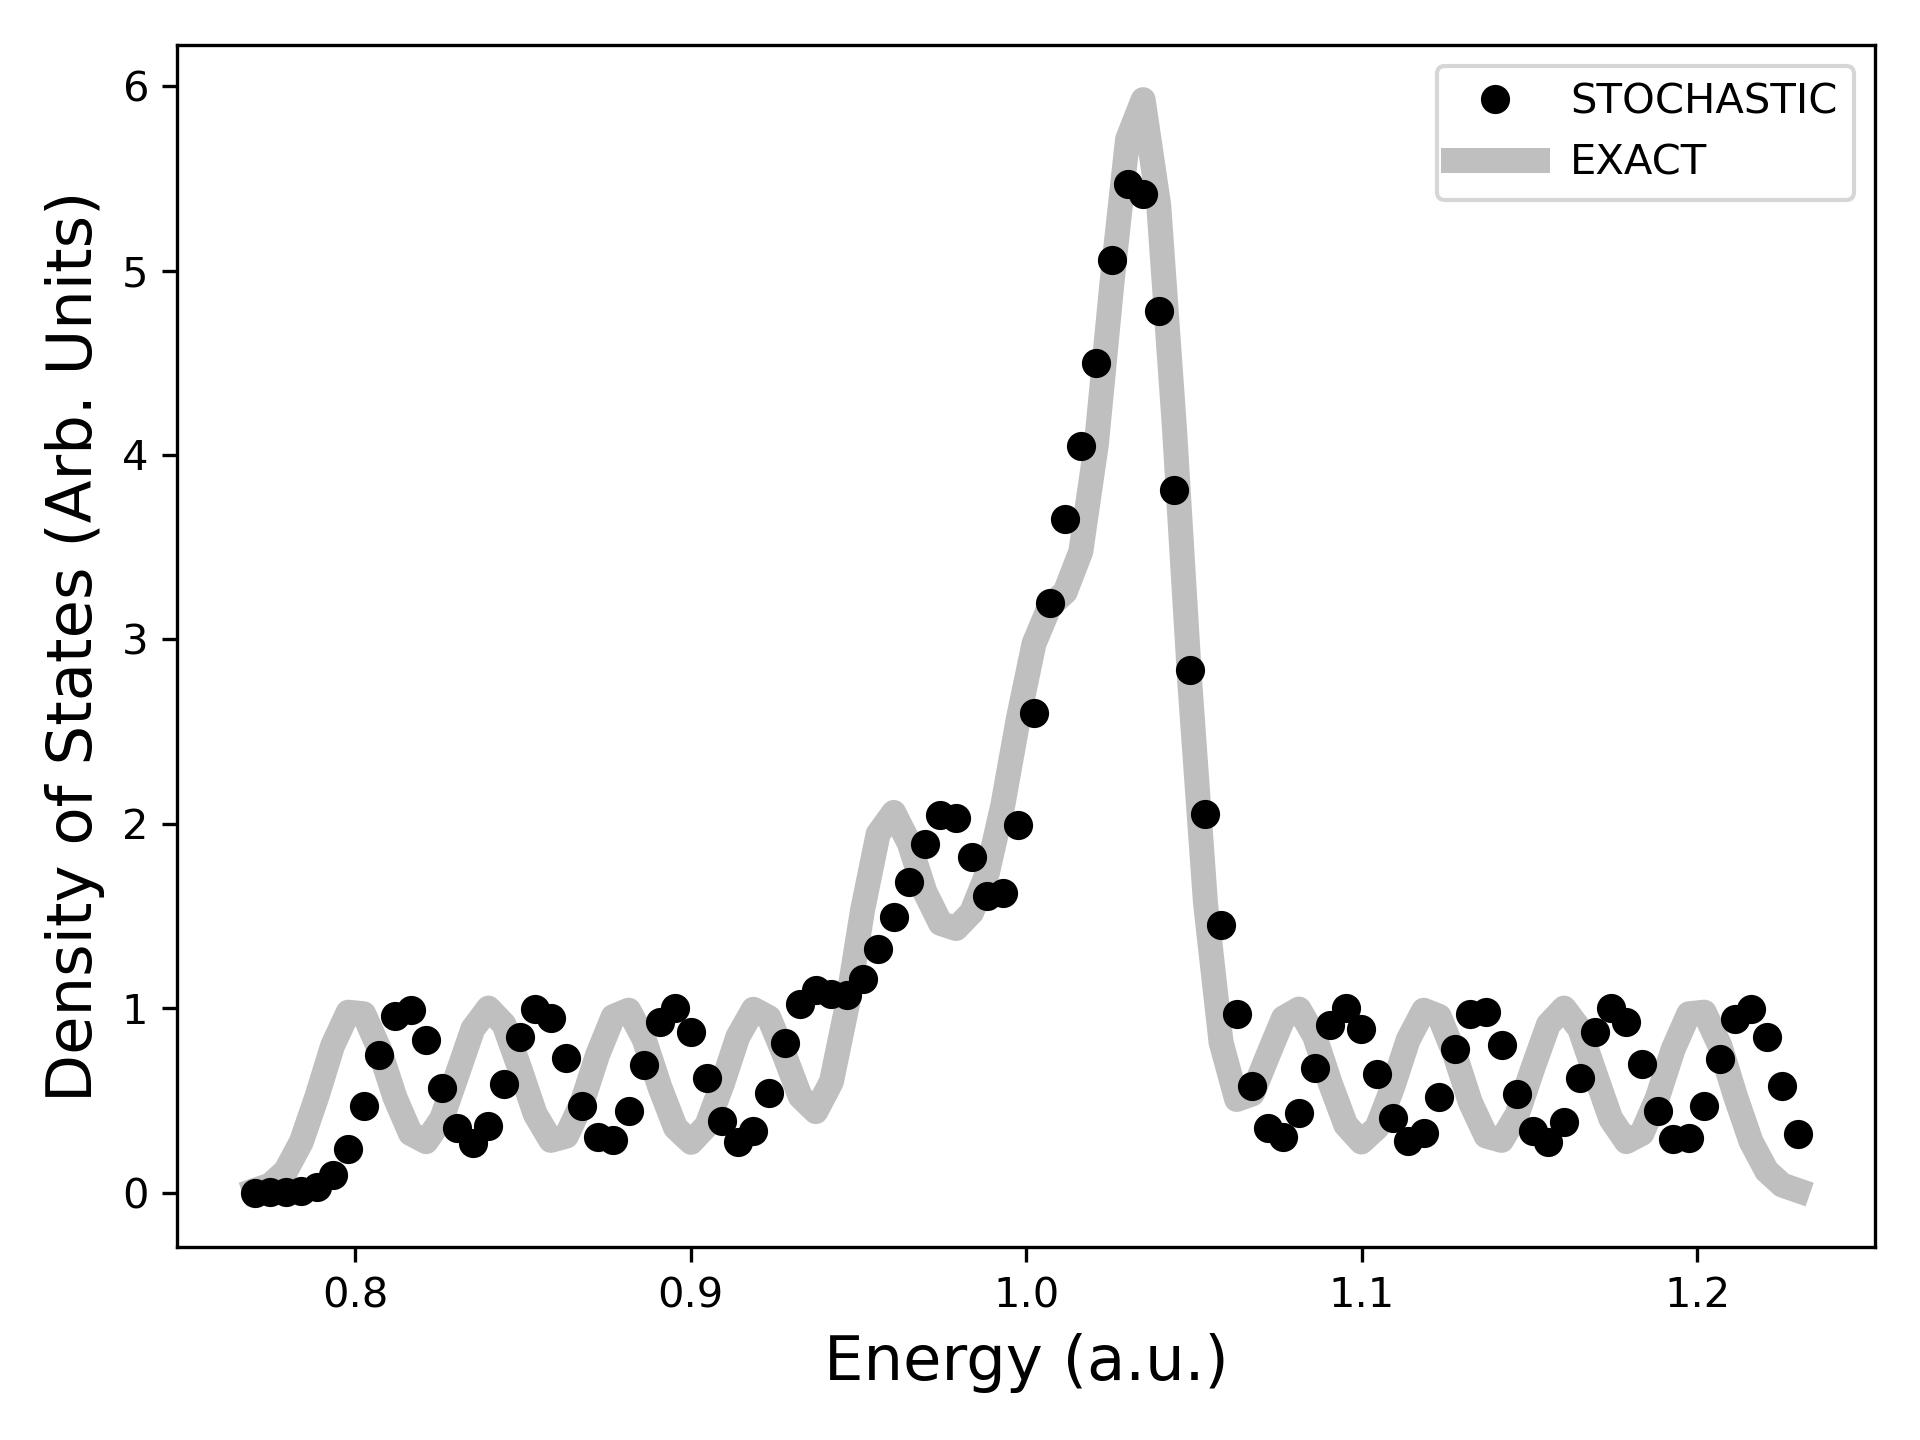 STOCHASTIC
EXACT
Density of States (Arb. Units)
6
5
4
3
2
1
0
0.8 0.9 1.0 1.1 1.2
Energy (a.u.)